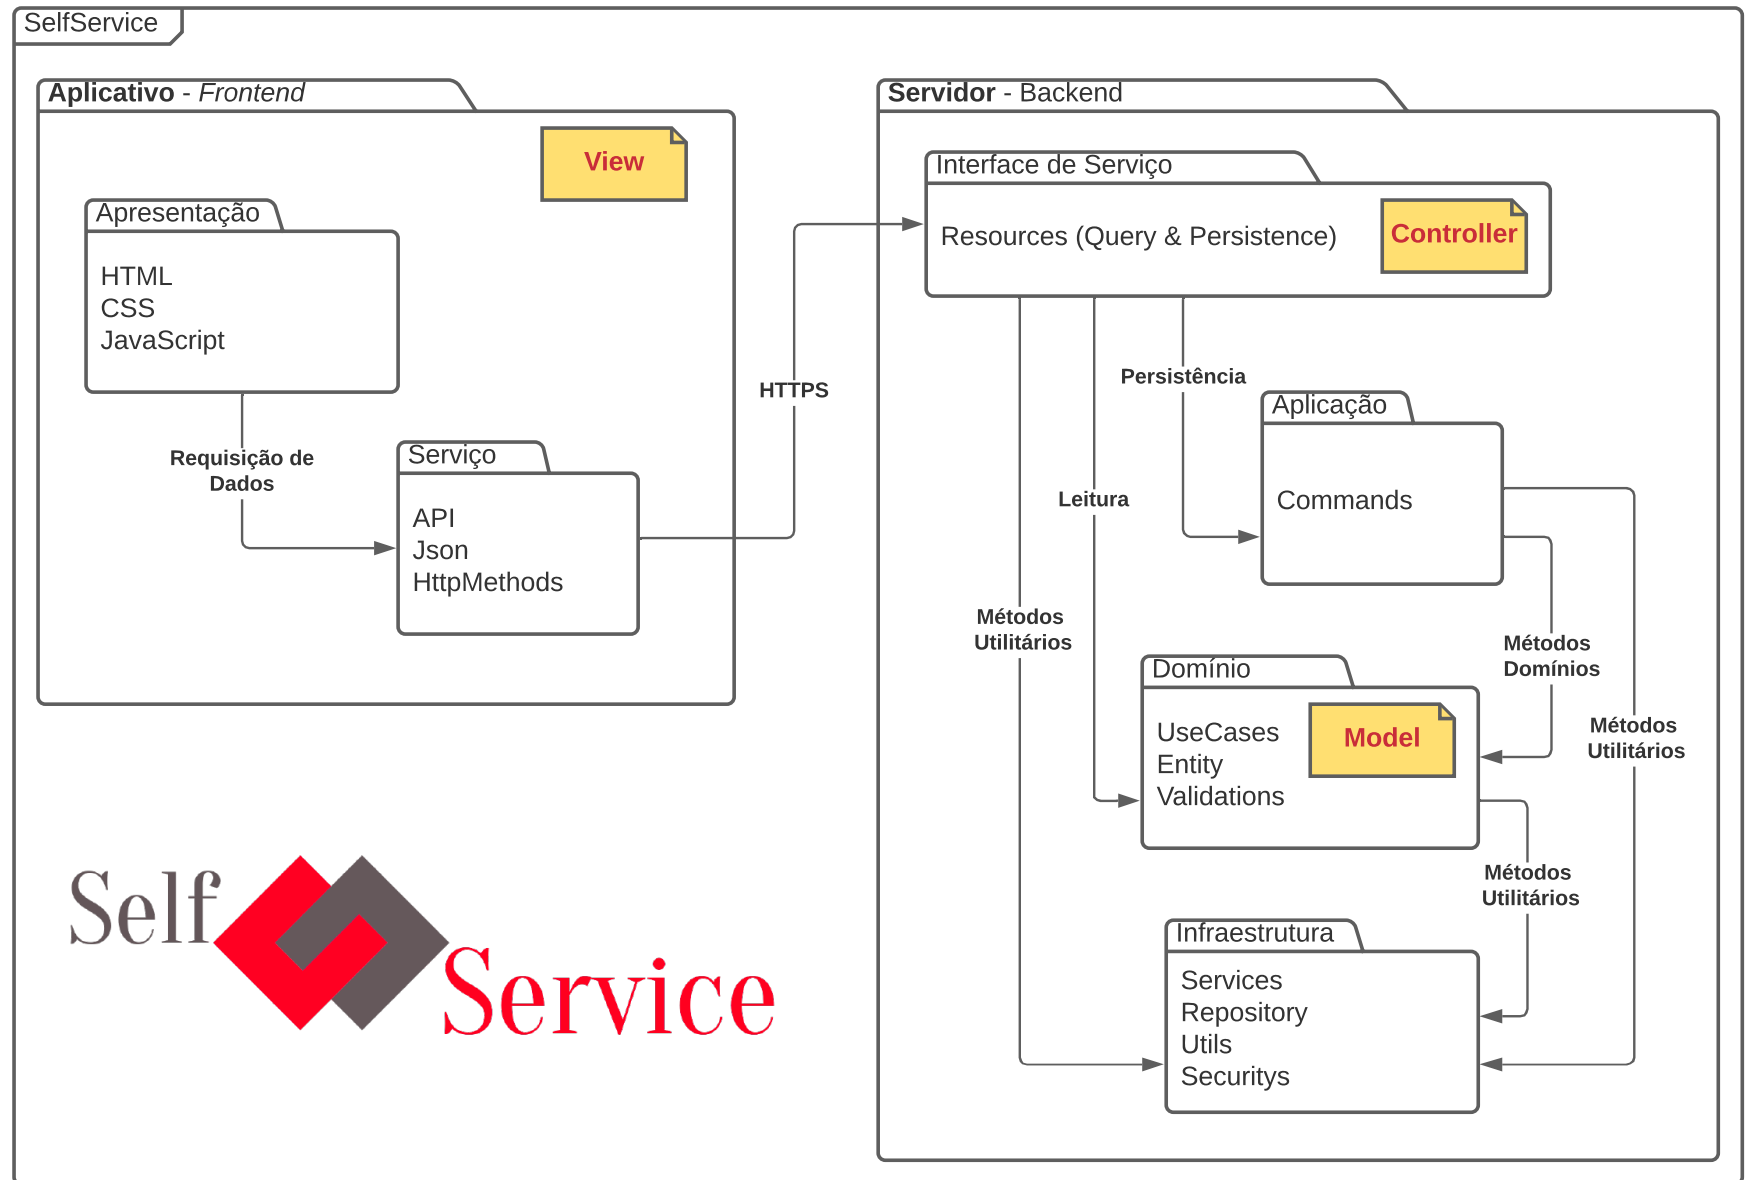 SelfService
Aplicativo - Frontend
View
Apresentação
HTML
CSS
JavaScript
Requisição de
Dados
Serviço
API
Json
HttpMethods
HTTPS
Servidor - Backend
Interface de Serviço
Resources (Query & Persistence)
Controller
Persistência
Leitura
Métodos
Utilitários
Aplicação
Commands
Métodos
Domínios
Métodos
Utilitários
Domínio
UseCases
Entity
Validations
Model
Métodos
Utilitários
Infraestrutura
Services
Repository
Utils
Securitys
Self
Service